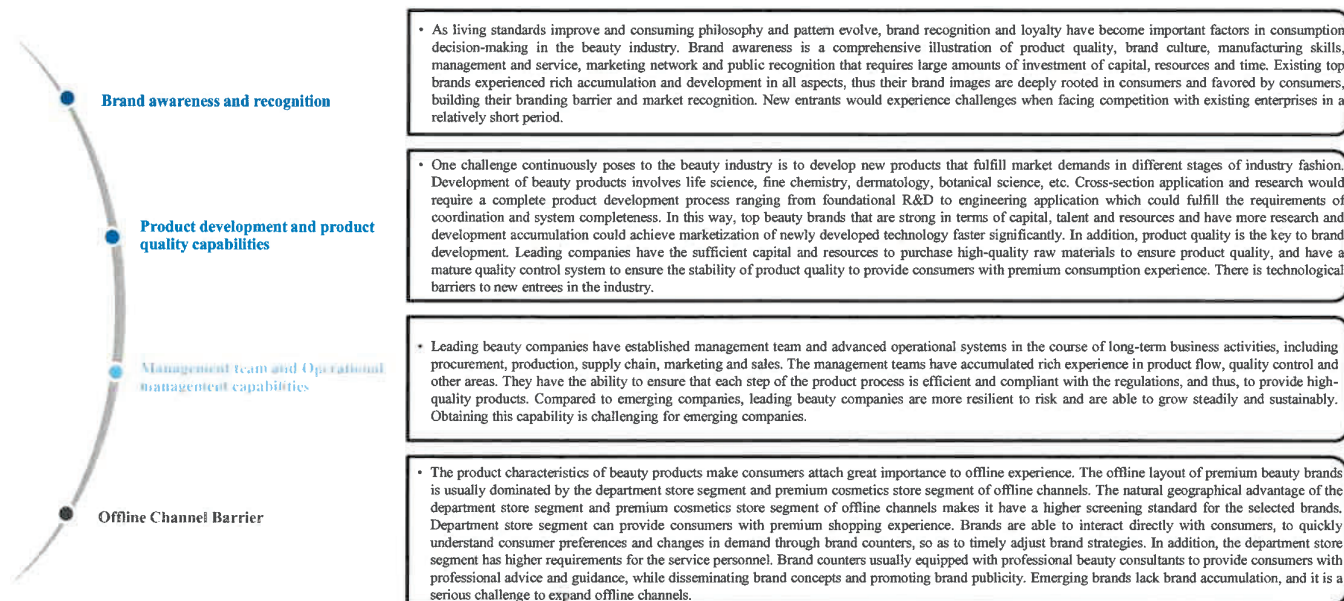 Brand awareness and recognition
• As living standards improve and consuming philosophy and pattern evolve, brand recognition and loyalty have become important factors in consumption
decision-making in the beauty industry. Brand awareness is a comprehensive illustration of product quality, brand culture, manufacturing skills,
management and service, marketing network and public recognition that requires large amounts of investment of capital, resources and time. Existing top
brands experienced rich accumulation and development in all aspects, thus their brand images are deeply rooted in consumers and favored by consumers,
building their branding barrier and market recognition. New entrants would experience challenges when facing competition with existing enterprises in a
relatively short period.
Product development and product
quality capabilities
• One challenge continuously poses to the beauty industry is to develop new products that fulfill market demands in different stages of industry fashion.
Development of beauty products involves life science, fine chemistry, dermatology, botanical science, etc. Cross-section application and research would
require a complete product development process ranging from foundational R&D to engineering application which could fulfill the requirements of
coordination and system completeness. In this way, top beauty brands that are strong in terms of capital, talent and resources and have more research and
development accumulation could achieve marketization of newly developed technology faster significantly. In addition, product quality is the key to brand
development. Leading companies have the sufficient capital and resources to purchase high-quality raw materials to ensure product quality, and have a
mature quality control system to ensure the stability of product quality to provide consumers with premium consumption experience. There is technological
barriers to new entrees in the industry.
Management team and Operational
management capabilities
• Leading beauty companies have established management team and advanced operational systems in the course of long-term business activities, including
procurement, production, supply chain, marketing and sales. The management teams have accumulated rich experience in product flow, quality control and
other areas. They have the ability to ensure that each step of the product process is efficient and compliant with the regulations, and thus, to provide high-
quality products. Compared to emerging companies, leading beauty companies are more resilient to risk and are able to grow steadily and sustainably.
Obtaining this capability is challenging for emerging companies.
Offline Channel Barrier
• The product characteristics of beauty products make consumers attach great importance to offline experience. The offline layout of premium beauty brands
is usually dominated by the department store segment and premium cosmetics store segment of offline channels. The natural geographical advantage of the
department store segment and premium cosmetics store segment of offline channels makes it have a higher screening standard for the selected brands.
Department store segment can provide consumers with premium shopping experience. Brands are able to interact directly with consumers, to quickly
understand consumer preferences and changes in demand through brand counters, so as to timely adjust brand strategies. In addition, the department store
segment has higher requirements for the service personnel. Brand counters usually equipped with professional beauty consultants to provide consumers with
professional advice and guidance, while disseminating brand concepts and promoting brand publicity. Emerging brands lack brand accumulation, and it is a
serious challenge to expand offline channels.